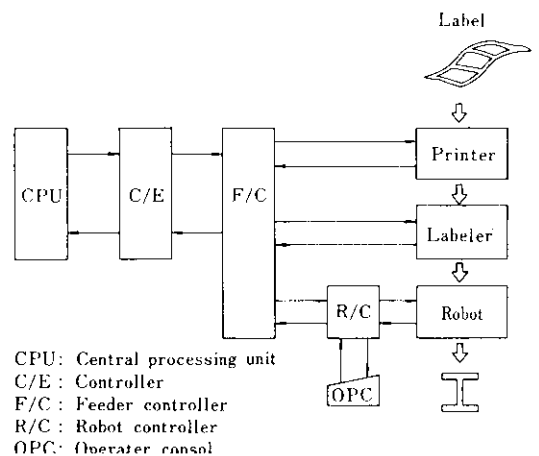 Label
Printer
CPU
C/E
F/C
Labeler
R/C
Robot
OPC
CPU: Central processing unit
C/E : Controller
F/C : Feeder controller
R/C : Robot controller
OPC: Operater consol